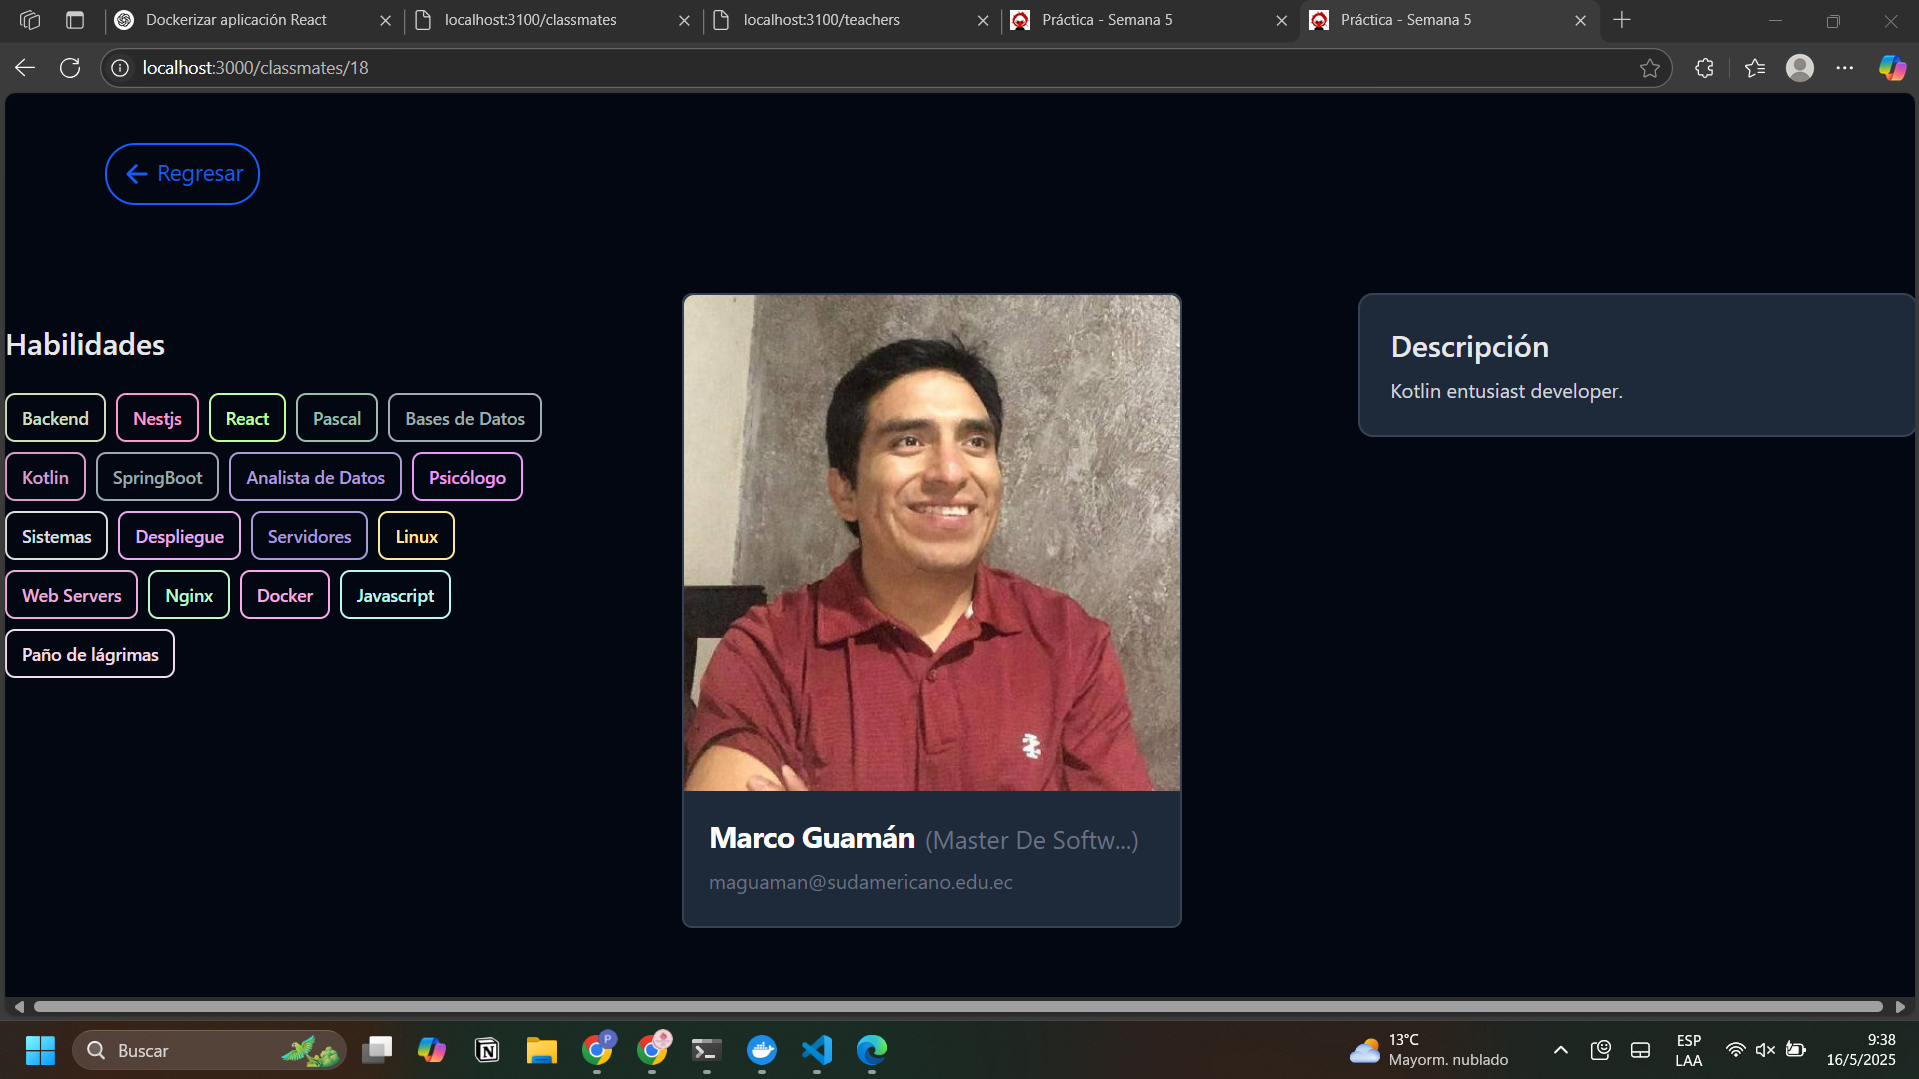 Dockerizar aplicación React
localhost:3100/classmates
localhost:3100/teachers
Práctica - Semana 5
Práctica - Semana 5
localhost:3000/classmates/18
Regresar
Habilidades
Backend
Nestjs
React
Pascal
Bases de Datos
Kotlin
SpringBoot
Analista de Datos
Psicólogo
Sistemas
Despliegue
Servidores
Linux
Web Servers
Nginx
Docker
Javascript
Paño de lágrimas
Marco Guamán (Master De Softw...)
maguaman@sudamericano.edu.ec
Descripción
Kotlin entusiast developer.
Buscar
P
13°C
Mayorm. nublado
ESP
LAA
9:38
16/5/2025